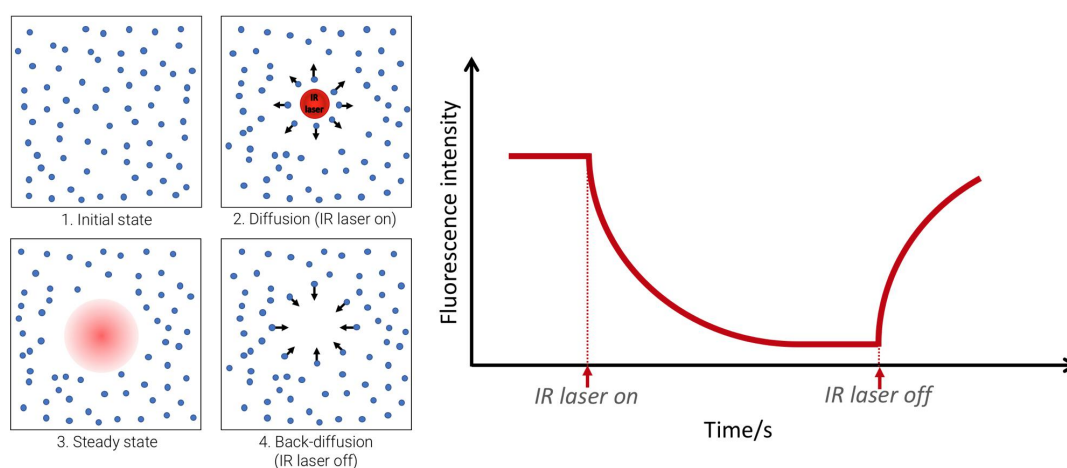 1. Initial state
IR
laser
2. Diffusion (IR laser on)
3. Steady state
4. Back-diffusion
(IR laser off)
Fluorescence intensity
IR laser on
IR laser off
Time/s